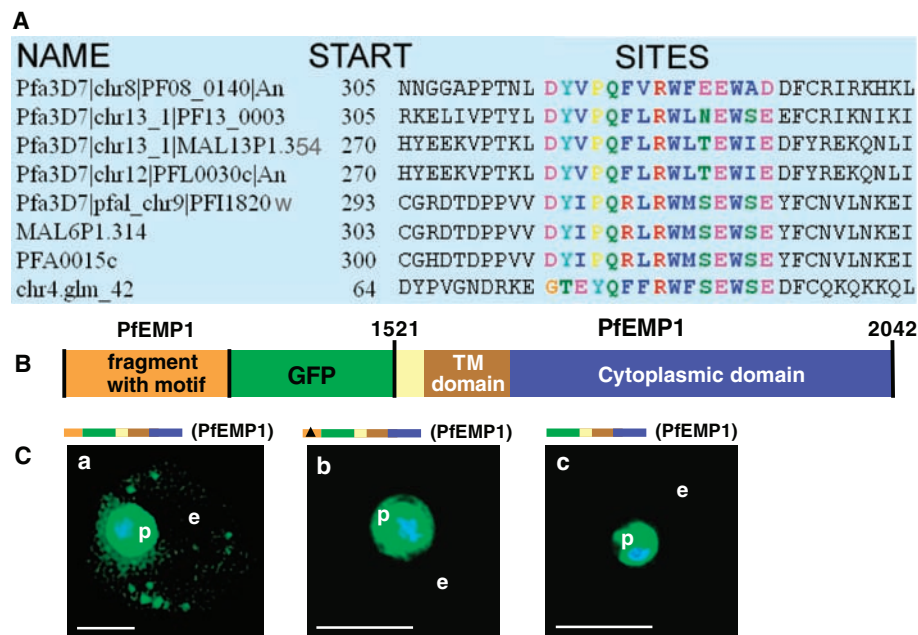 A
NAME START SITES
Pfa3D7|chr8|PF08_0140|An 305 NNGGAPPTNL DYVPQFVRWFEEWAD DFCRIRKHKL
Pfa3D7|chr13_1|PF13_0003 305 RKELIVPTYL DYVPQFLRWLNEWSE EFCRIKNIKI
Pfa3D7|chr13_1|MAL13P1.354 270 HYEEKVPTKL DYVPQFLRWLTEWIE DFYREKQNLI
Pfa3D7|chr12|PFL0030c|An 270 HYEEKVPTKL DYVPQFLRWLTEWIE DFYREKQNLI
Pfa3D7|pfal_chr9|PFI1820w 293 CGRDTDPPVV DYIPQRLRWMSEWSE YFCNVLNKEI
MAL6P1.314 303 CGRDTDPPVV DYIPQRLRWMSEWSE YFCNVLNKEI
PFA0015c 300 CGHDTDPPVV DYIPQRLRWMSEWSE YFCNVLNKEI
chr4.glm_42 64 DYPVGNDRKE GTEYQFFRWFSEWSE DFCQKQKKQL
PfEMP1 1521 PfEMP1 2042
B fragment with motif GFP TM domain Cytoplasmic domain
(PfEMP1) (PfEMP1) (PfEMP1)
C a p e b p e c p e